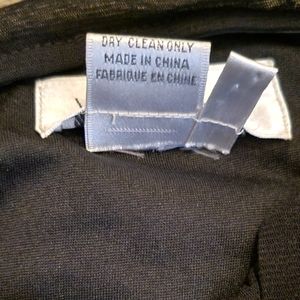 DRY CLEAN ONLY
MADE IN CHINA
FABRIQUE EN CHINE